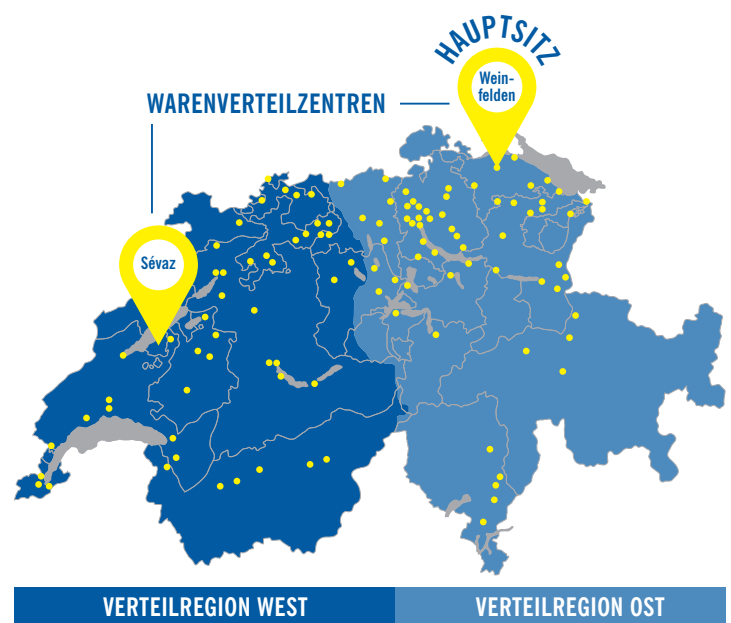 HAUPTSITZ
Wein-
felden
WARENVERTEILZENTREN
Sévaz
VERTEILREGION WEST
VERTEILREGION OST